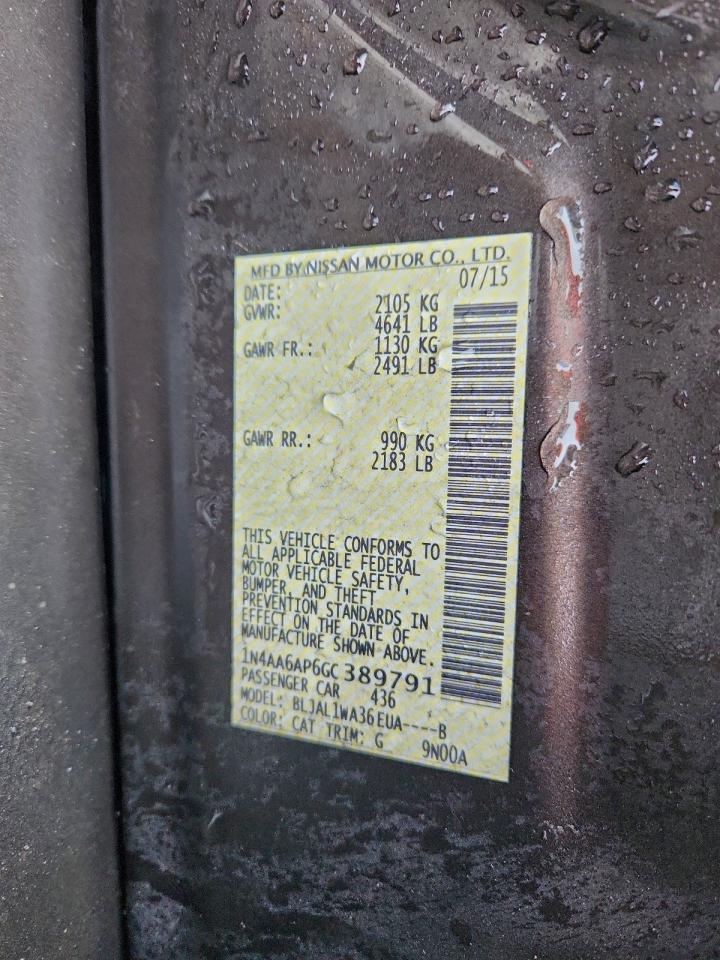 MFD BY NISSAN MOTOR CO., LTD.
DATE: 07/15
GVWR: 2105 KG
4641 LB
GAWR FR.: 1130 KG
2491 LB
GAWR RR.: 990 KG
2183 LB
THIS VEHICLE CONFORMS TO
ALL APPLICABLE FEDERAL
MOTOR VEHICLE SAFETY,
BUMPER, AND THEFT
PREVENTION STANDARDS IN
EFFECT ON THE DATE OF
MANUFACTURE SHOWN ABOVE.
1N4AA6AP6GC389791
PASSENGER CAR 436
MODEL: BLJAL1WA36EUA----B
COLOR: CAT TRIM: G 9N00A